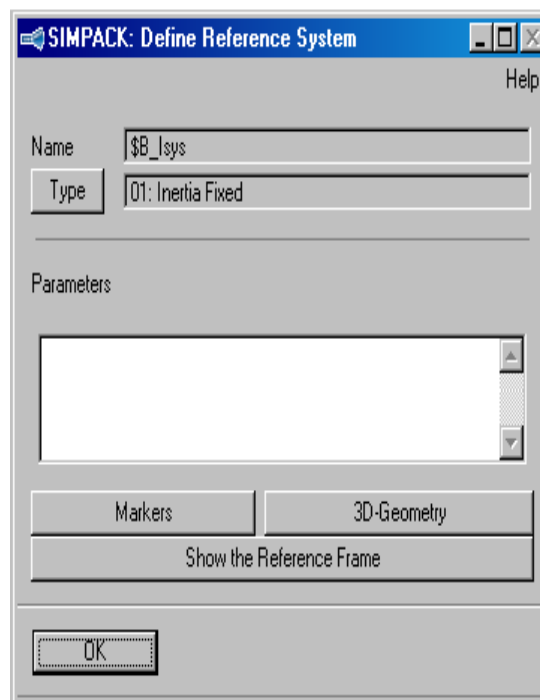 SIMPACK: Define Reference System
Help
Name $B_Isys
Type 01: Inertia Fixed
Parameters
Markers 3D-Geometry
Show the Reference Frame
OK